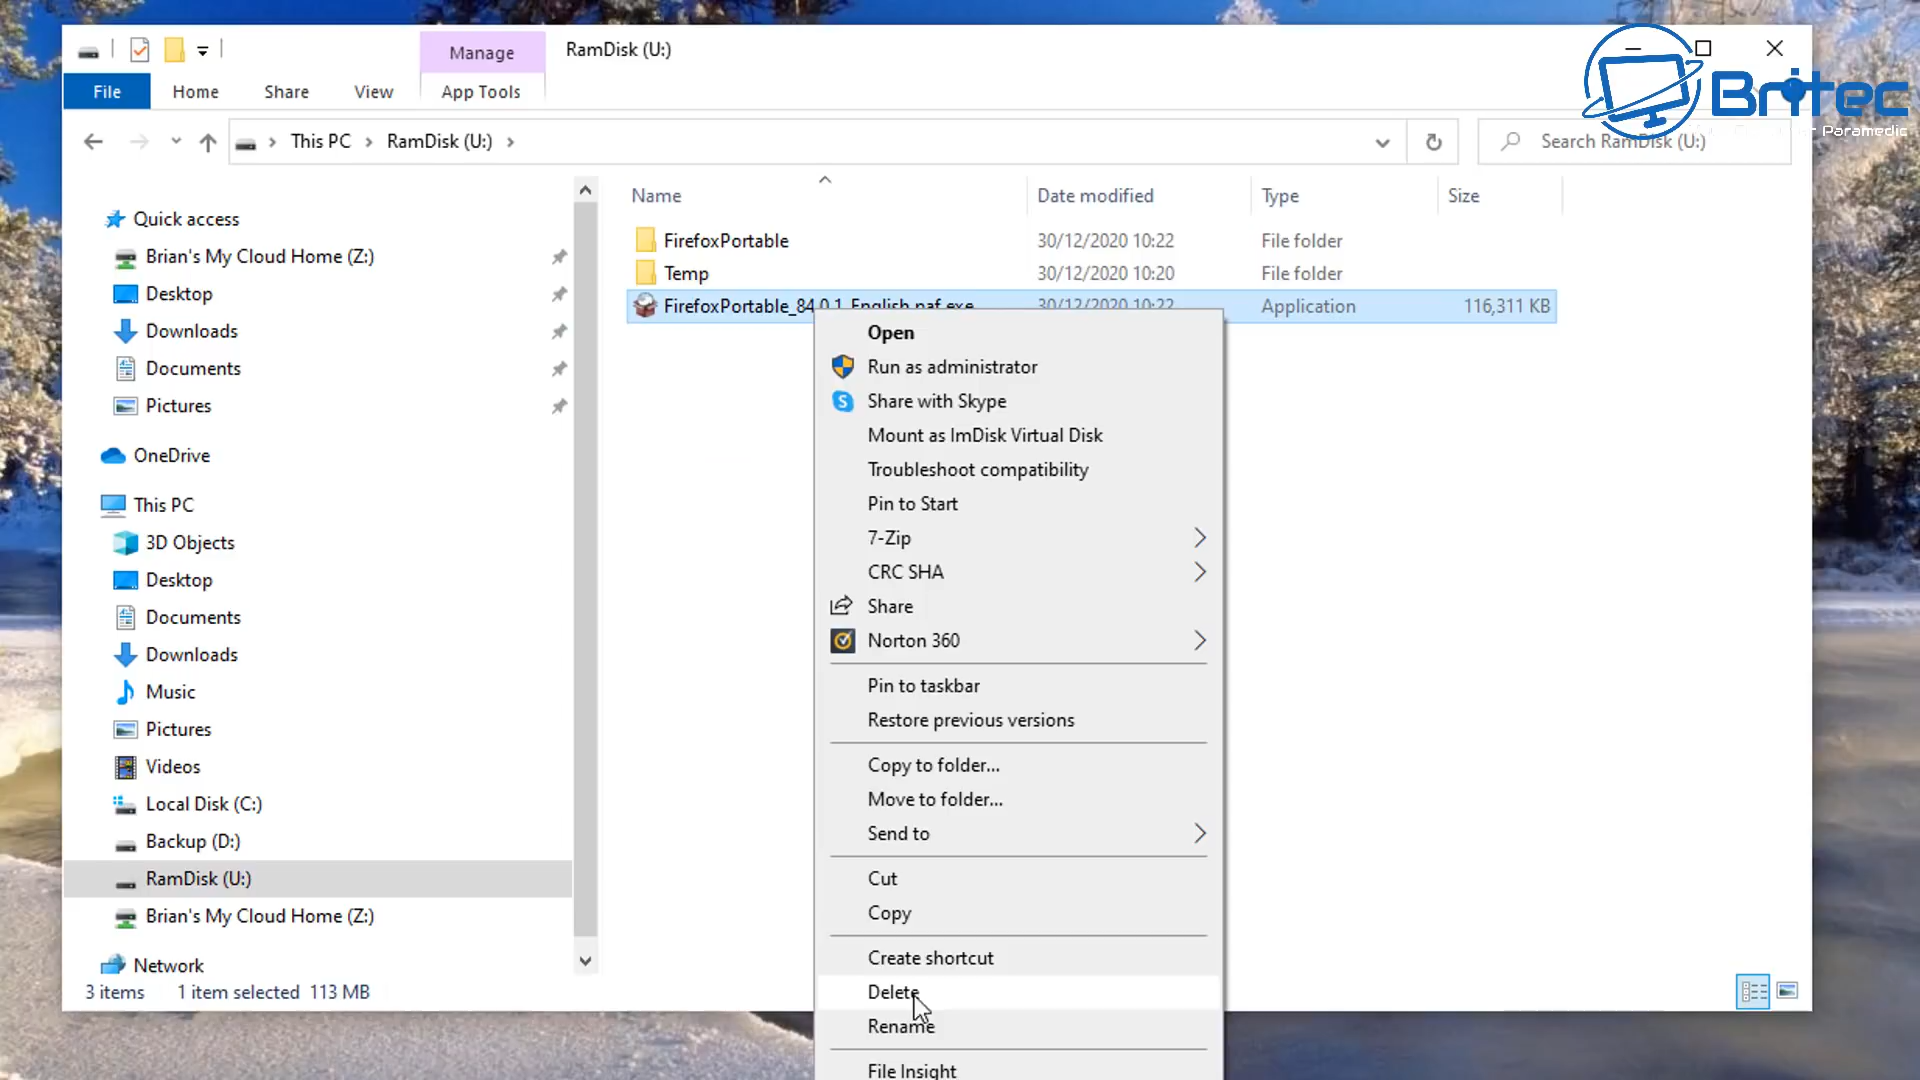 Manage
RamDisk (U:)
File
Home
Share
View
App Tools
Britec
This PC
RamDisk (U:)
Search RamDisk (U:)
Paramedic
Name
Date modified
Type
Size
Quick access
Brian's My Cloud Home (Z:)
Desktop
Downloads
Documents
Pictures
OneDrive
This PC
3D Objects
Desktop
Documents
Downloads
Music
Pictures
Videos
Local Disk (C:)
Backup (D:)
RamDisk (U:)
Brian's My Cloud Home (Z:)
Network
FirefoxPortable 30/12/2020 10:22 File folder
Temp 30/12/2020 10:20 File folder
FirefoxPortable_84.0.1_English.paf.exe 30/12/2020 10:22 Application 116,311 KB
Open
Run as administrator
Share with Skype
Mount as ImDisk Virtual Disk
Troubleshoot compatibility
Pin to Start
7-Zip
CRC SHA
Share
Norton 360
Pin to taskbar
Restore previous versions
Copy to folder...
Move to folder...
Send to
Cut
Copy
Create shortcut
Delete
Rename
File Insight
3 items 1 item selected 113 MB